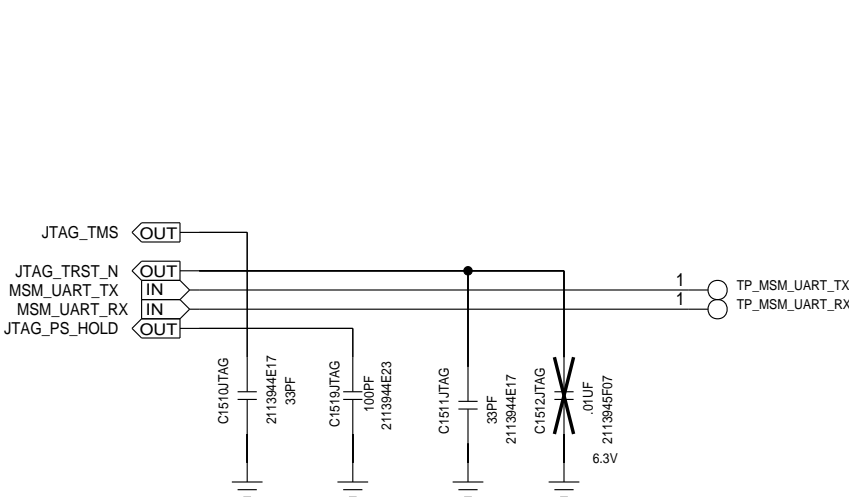 JTAG_TMS OUT
JTAG_TRST_N OUT
MSM_UART_TX IN 1 TP_MSM_UART_TX
MSM_UART_RX IN 1 TP_MSM_UART_RX
JTAG_PS_HOLD OUT
C1510JTAG
2113944E17
33PF
C1519JTAG
100PF
2113944E23
C1511JTAG
33PF
2113944E17
C1512JTAG
.01UF
2113945F07
6.3V